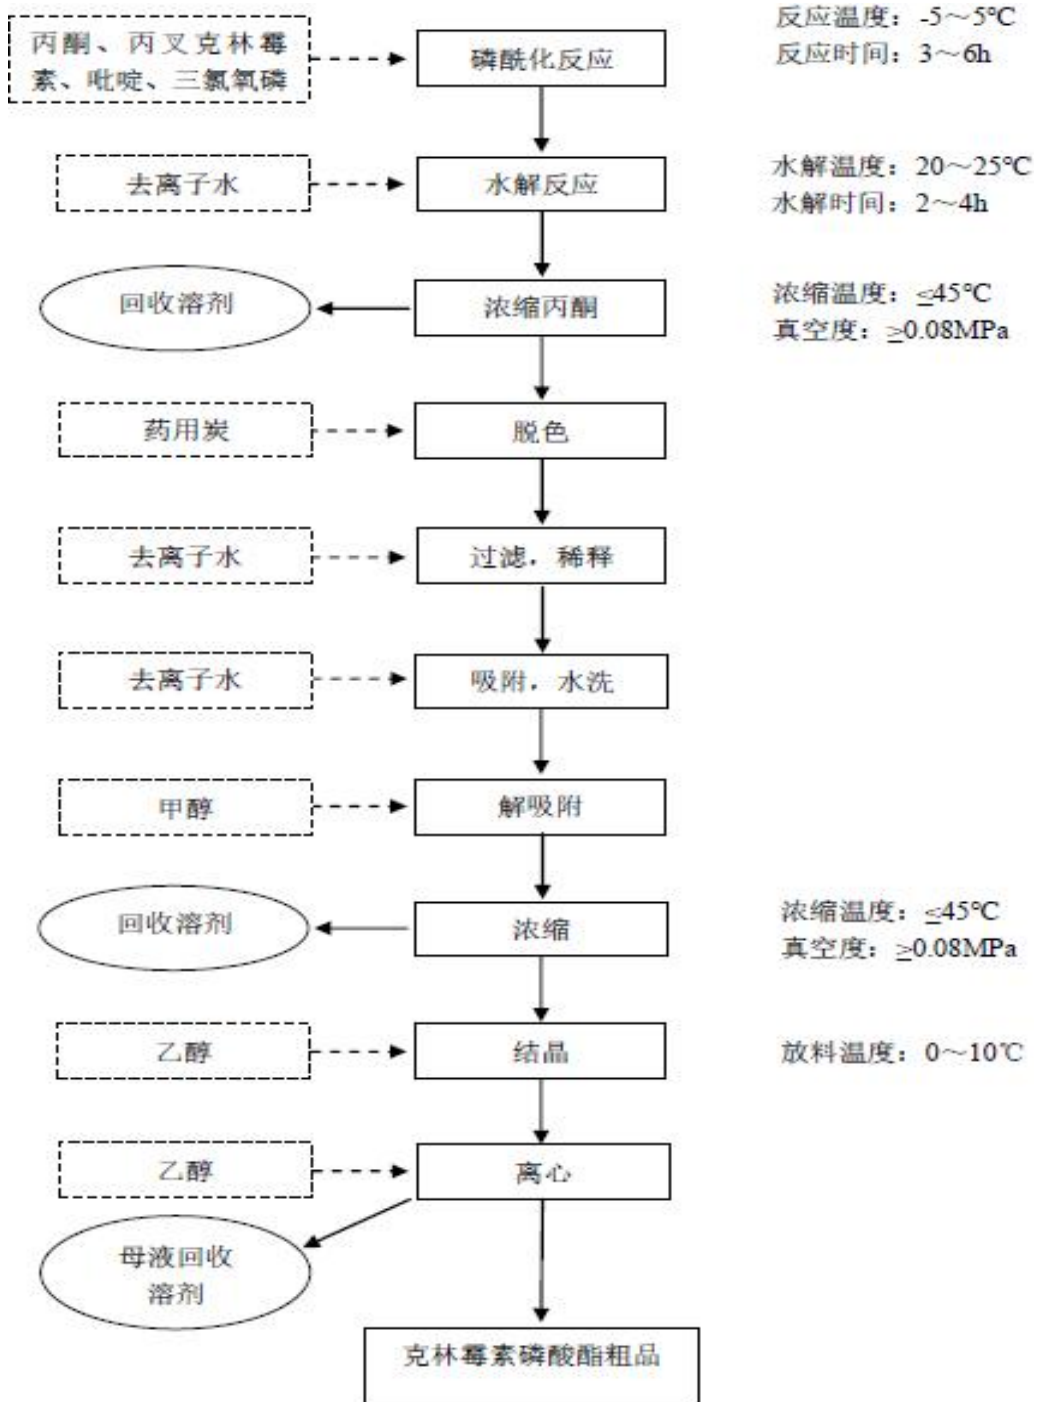 丙酮、丙叉克林霉
素、吡啶、三氯氧磷
磷酰化反应
反应温度：-5～5℃
反应时间：3～6h
去离子水
水解反应
水解温度：20～25℃
水解时间：2～4h
回收溶剂
浓缩丙酮
浓缩温度：≤45℃
真空度：≥0.08MPa
药用炭
脱色
去离子水
过滤，稀释
去离子水
吸附，水洗
甲醇
解吸附
回收溶剂
浓缩
浓缩温度：≤45℃
真空度：≥0.08MPa
乙醇
结晶
放料温度：0～10℃
乙醇
离心
母液回收
溶剂
克林霉素磷酸酯粗品